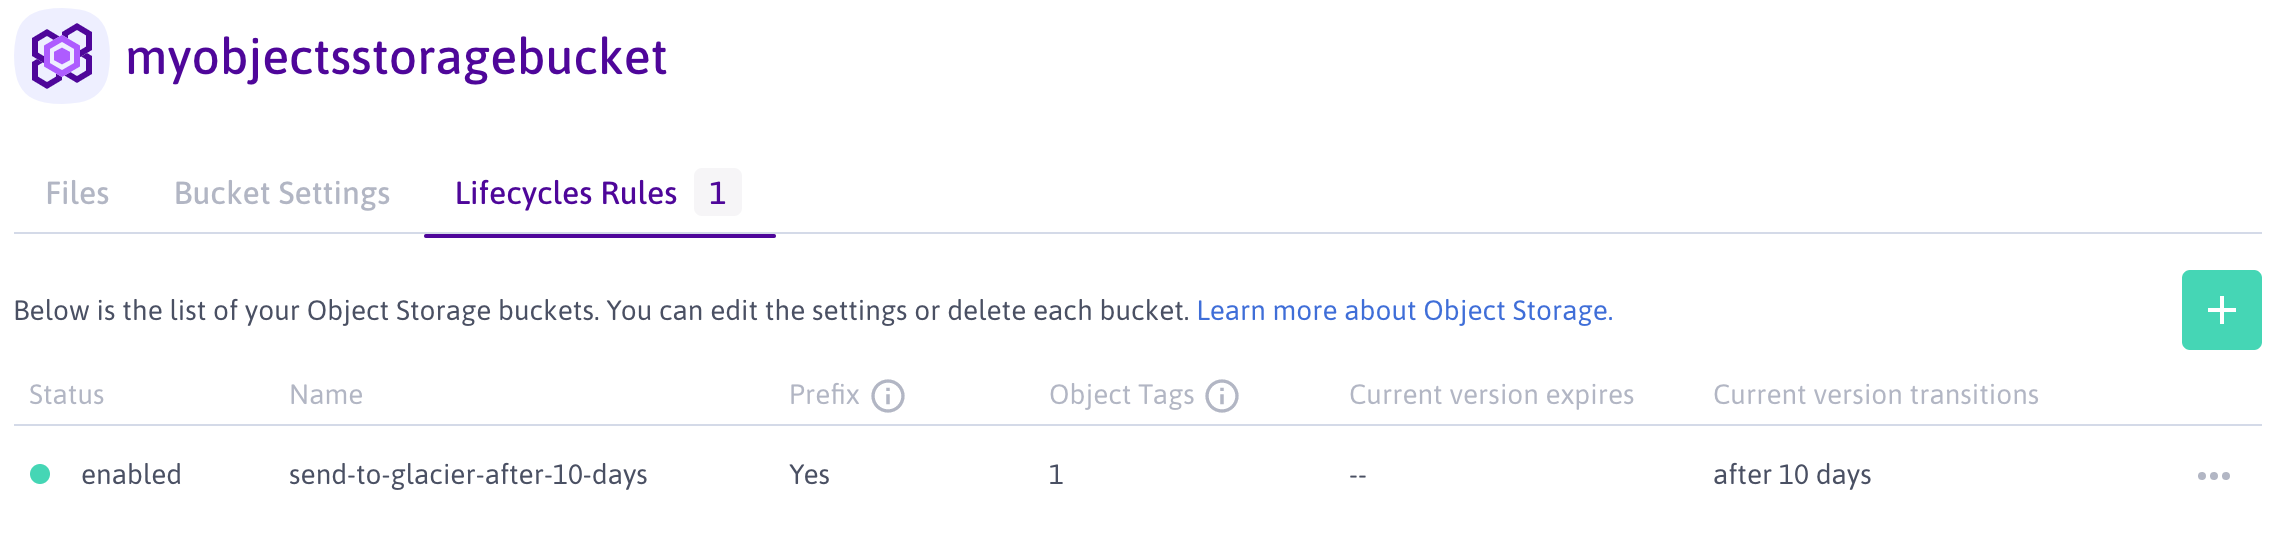 myobjectsstoragebucket
Files Bucket Settings Lifecycles Rules 1
Below is the list of your Object Storage buckets. You can edit the settings or delete each bucket. Learn more about Object Storage.
Status Name Prefix Object Tags Current version expires Current version transitions
enabled send-to-glacier-after-10-days Yes 1 -- after 10 days